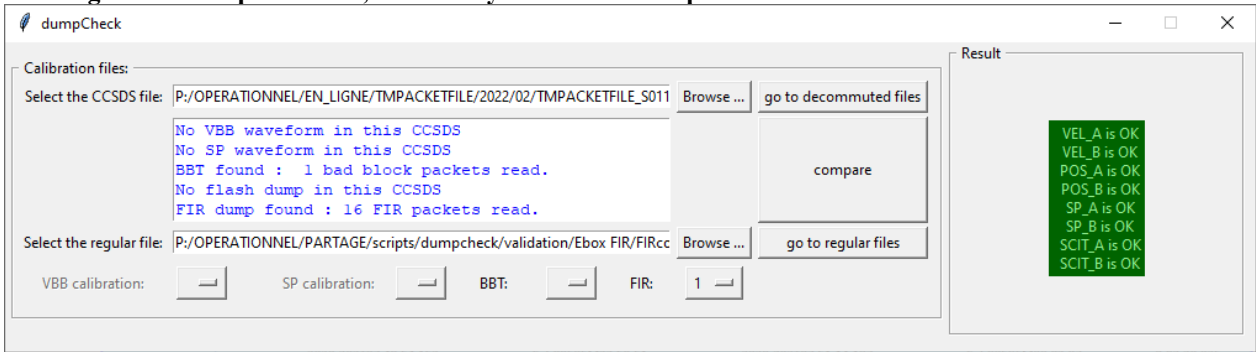 dumpCheck
Calibration files:
Select the CCSDS file: P:/OPERATIONNEL/EN_LIGNE/TMPACKETFILE/2022/02/TMPACKETFILE_S011 Browse ... go to decommuted files
No VBB waveform in this CCSDS
No SP waveform in this CCSDS
BBT found :  1 bad block packets read.
No flash dump in this CCSDS
FIR dump found : 16 FIR packets read.
compare
Select the regular file: P:/OPERATIONNEL/PARTAGE/scripts/dumpcheck/validation/Ebox FIR/FIRcc Browse ... go to regular files
VBB calibration: SP calibration: BBT: FIR: 1
Result
VEL_A is OK
VEL_B is OK
POS_A is OK
POS_B is OK
SP_A is OK
SP_B is OK
SCIT_A is OK
SCIT_B is OK